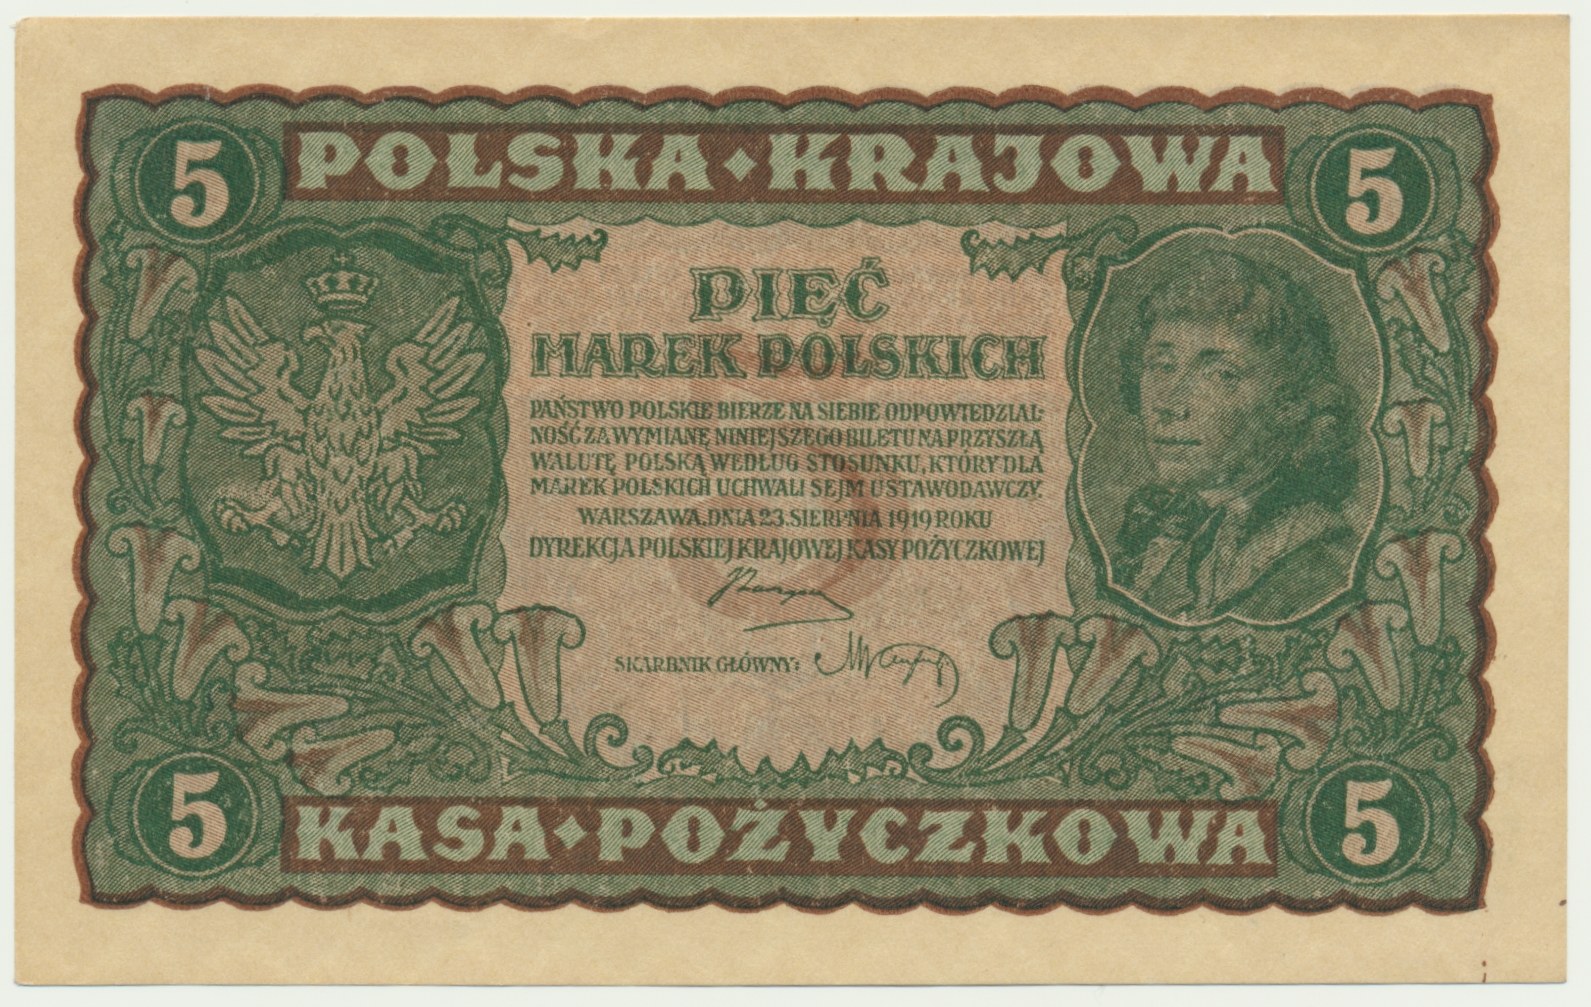 5 POLSKA ◆ KRAJOWA 5
PIĘĆ
MAREK POLSKICH
PAŃSTWO POLSKIE BIERZE NA SIEBIE ODPOWIEDZIAL-
NOŚĆ ZA WYMIANĘ NINIEJSZEGO BILETU NA PRZYSZŁĄ
WALUTĘ POLSKĄ WEDŁUG STOSUNKU, KTÓRY DLA
MAREK POLSKICH UCHWALI SEJM USTAWODAWCZY.
WARSZAWA, DNIA 23. SIERPNIA 1919 ROKU
DYREKCJA POLSKIEJ KRAJOWEJ KASY POŻYCZKOWEJ
SKARBNIK GŁÓWNY:
5 KASA ◆ POŻYCZKOWA 5